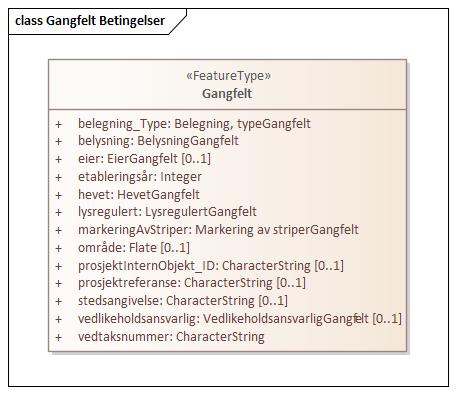 class Gangfelt Betingelser
«FeatureType»
Gangfelt
+ belegning_Type: Belegning, typeGangfelt
+ belysning: BelysningGangfelt
+ eier: EierGangfelt [0..1]
+ etableringsår: Integer
+ hevet: HevetGangfelt
+ lysregulert: LysregulertGangfelt
+ markeringAvStriper: Markering av striperGangfelt
+ område: Flate [0..1]
+ prosjektInternObjekt_ID: CharacterString [0..1]
+ prosjektreferanse: CharacterString [0..1]
+ stedsangivelse: CharacterString [0..1]
+ vedlikeholdsansvarlig: VedlikeholdsansvarligGangfelt [0..1]
+ vedtaksnummer: CharacterString